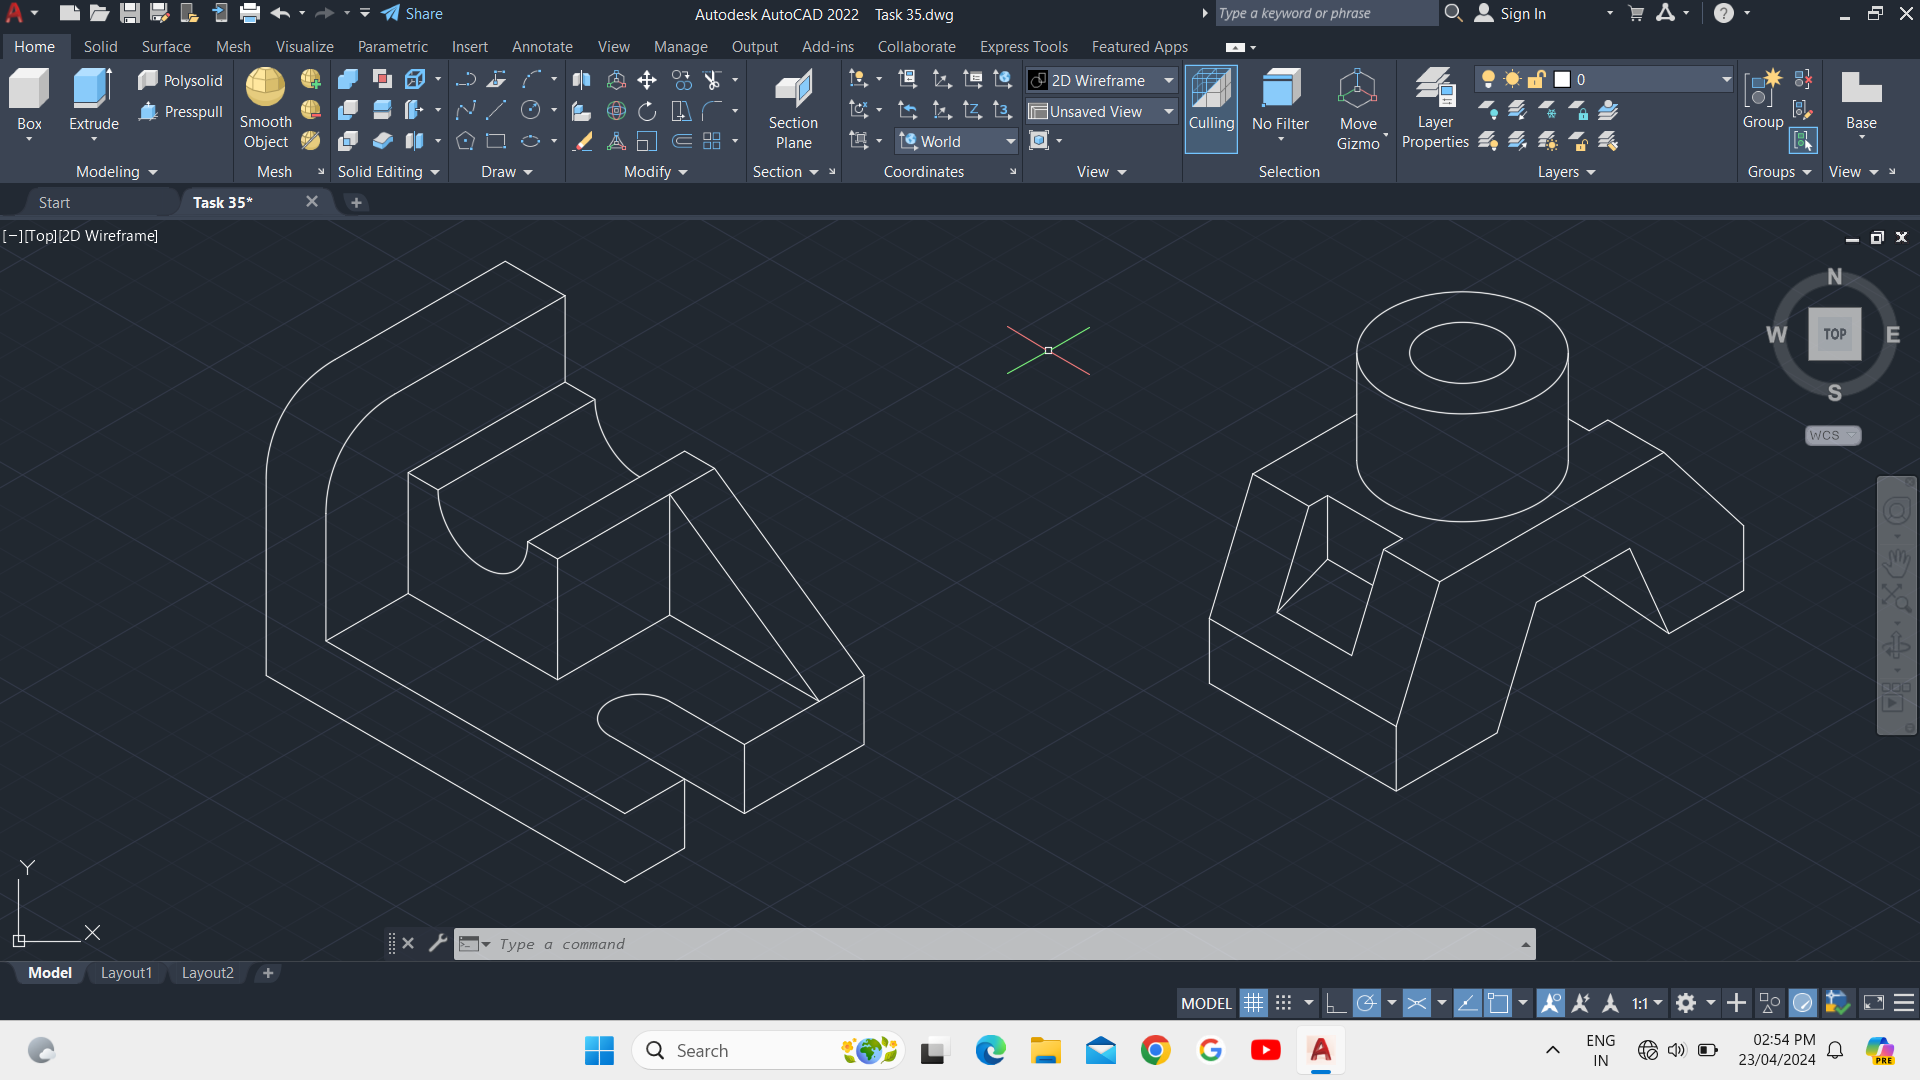 Share
Autodesk AutoCAD 2022 Task 35.dwg
Type a keyword or phrase
Sign In
Home Solid Surface Mesh Visualize Parametric Insert Annotate View Manage Output Add-ins Collaborate Express Tools Featured Apps
Box
Extrude
Polysolid
Presspull
Modeling
Smooth
Object
Mesh
Solid Editing
Draw
Modify
Section
Plane
Section
World
Coordinates
2D Wireframe
Unsaved View
View
Culling
No Filter
Move
Gizmo
Selection
Layer
Properties
0
Layers
Group
Groups
Base
View
Start
Task 35*
[−][Top][2D Wireframe]
N
W TOP E
S
WCS
Y
X
Type a command
Model Layout1 Layout2
MODEL
1:1
Search
ENG
IN
02:54 PM
23/04/2024
PRE